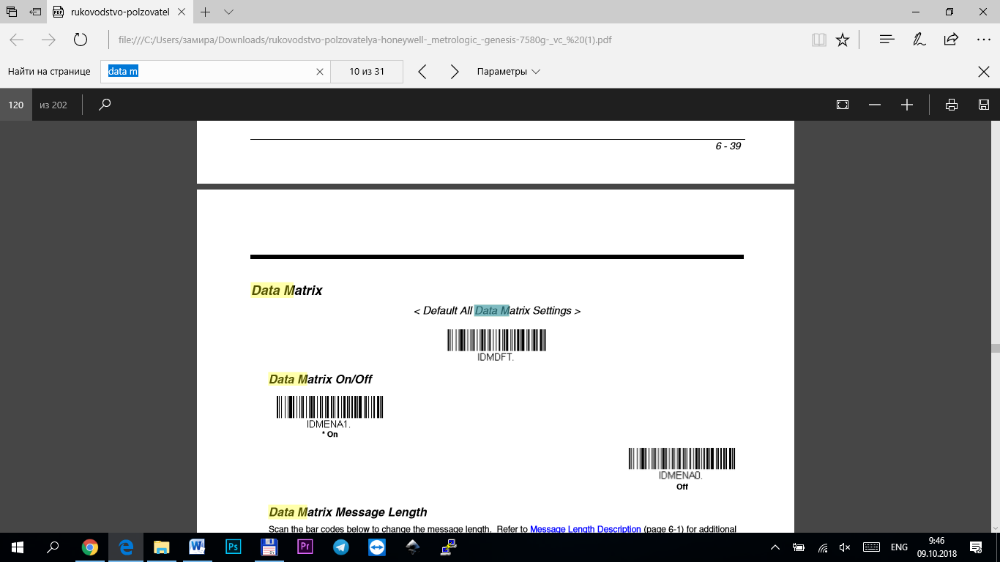 rukovodstvo-polzovatel
file:///C:/Users/замира/Downloads/rukovodstvo-polzovatelya-honeywell-_metrologic_-genesis-7580g-_vc_%20(1).pdf
Найти на странице data m 10 из 31 Параметры
120 из 202
6 - 39
Data Matrix
< Default All Data Matrix Settings >
IDMDFT.
Data Matrix On/Off
IDMENA1.
* On
IDMENA0.
Off
Data Matrix Message Length
Scan the bar codes below to change the message length. Refer to Message Length Description (page 6-1) for additional
W Ps Pr ENG 9:46
09.10.2018